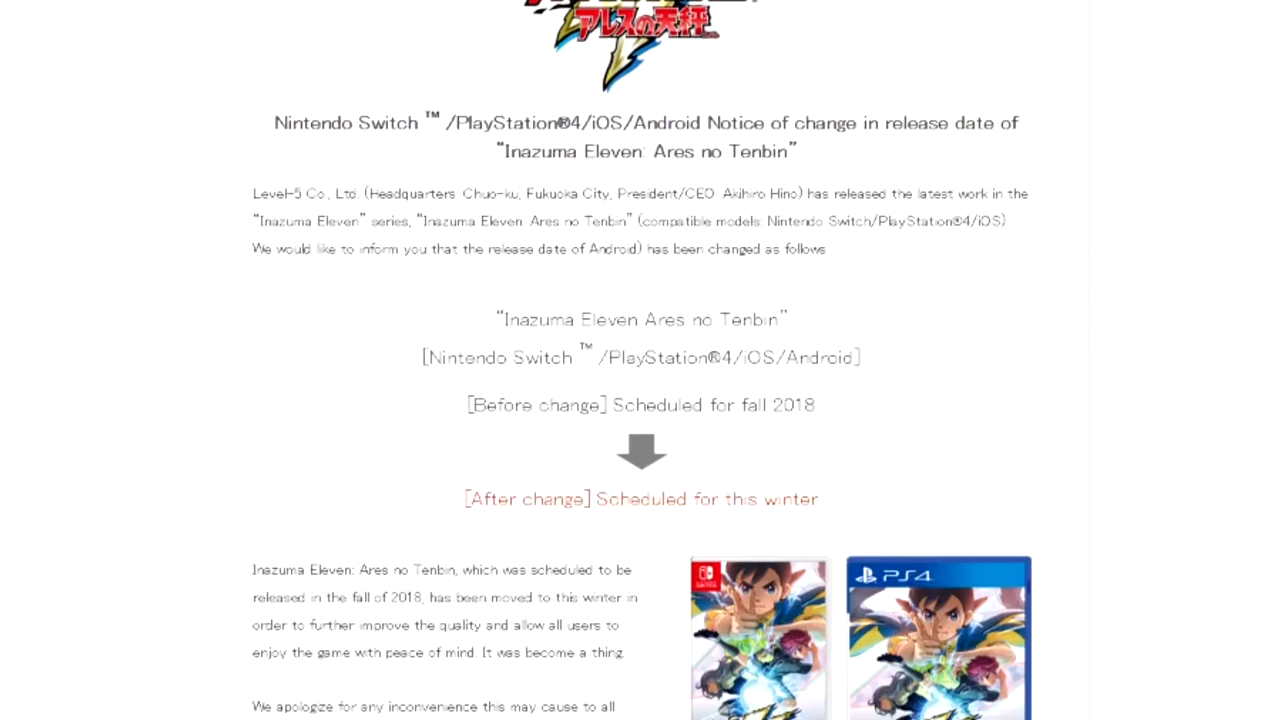 アレスの天秤
Nintendo Switch ™ /PlayStation®4/iOS/Android Notice of change in release date of
“Inazuma Eleven: Ares no Tenbin”
Level-5 Co., Ltd. (Headquarters: Chuo-ku, Fukuoka City, President/CEO: Akihiro Hino) has released the latest work in the
“Inazuma Eleven” series, “Inazuma Eleven: Ares no Tenbin” (compatible models: Nintendo Switch/PlayStation®4/iOS)
We would like to inform you that the release date of Android) has been changed as follows
“Inazuma Eleven Ares no Tenbin”
[Nintendo Switch ™ /PlayStation®4/iOS/Android]
[Before change] Scheduled for fall 2018
[After change] Scheduled for this winter
Inazuma Eleven: Ares no Tenbin, which was scheduled to be
released in the fall of 2018, has been moved to this winter in
order to further improve the quality and allow all users to
enjoy the game with peace of mind. It was become a thing.
We apologize for any inconvenience this may cause to all
PS4